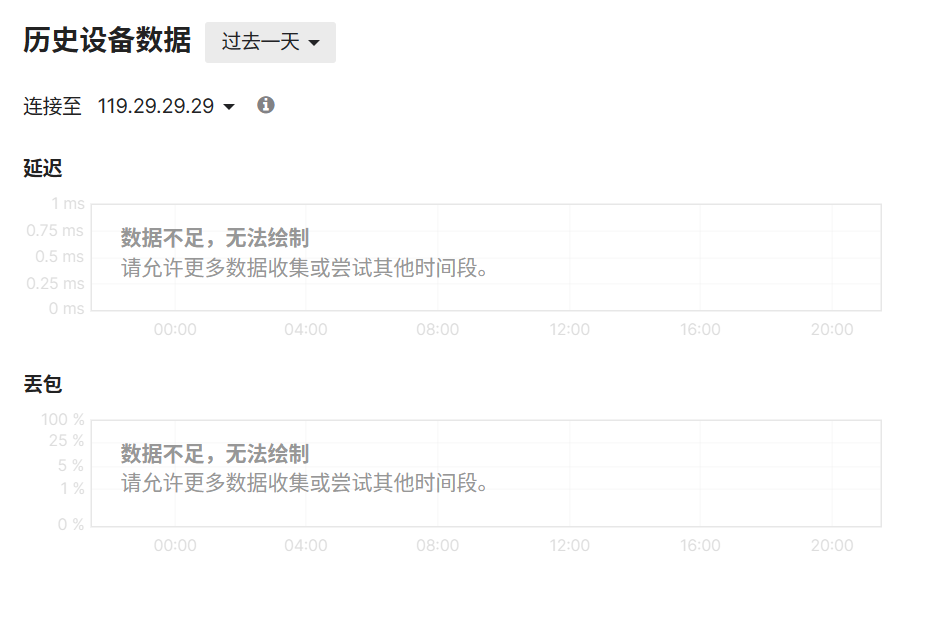 历史设备数据 过去一天
连接至 119.29.29.29
延迟
1 ms
0.75 ms
0.5 ms
0.25 ms
0 ms
数据不足，无法绘制
请允许更多数据收集或尝试其他时间段。
00:00 04:00 08:00 12:00 16:00 20:00
丢包
100 %
25 %
5 %
1 %
0 %
数据不足，无法绘制
请允许更多数据收集或尝试其他时间段。
00:00 04:00 08:00 12:00 16:00 20:00